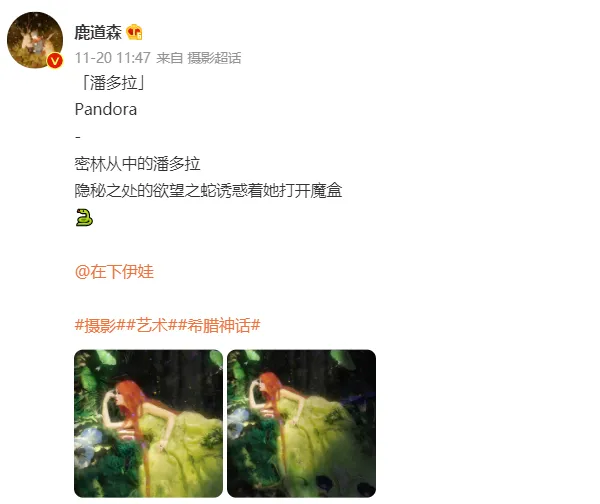 鹿道森
11-20 11:47 来自 摄影超话
「潘多拉」
Pandora
-
密林从中的潘多拉
隐秘之处的欲望之蛇诱惑着她打开魔盒
@在下伊娃
#摄影##艺术##希腊神话#